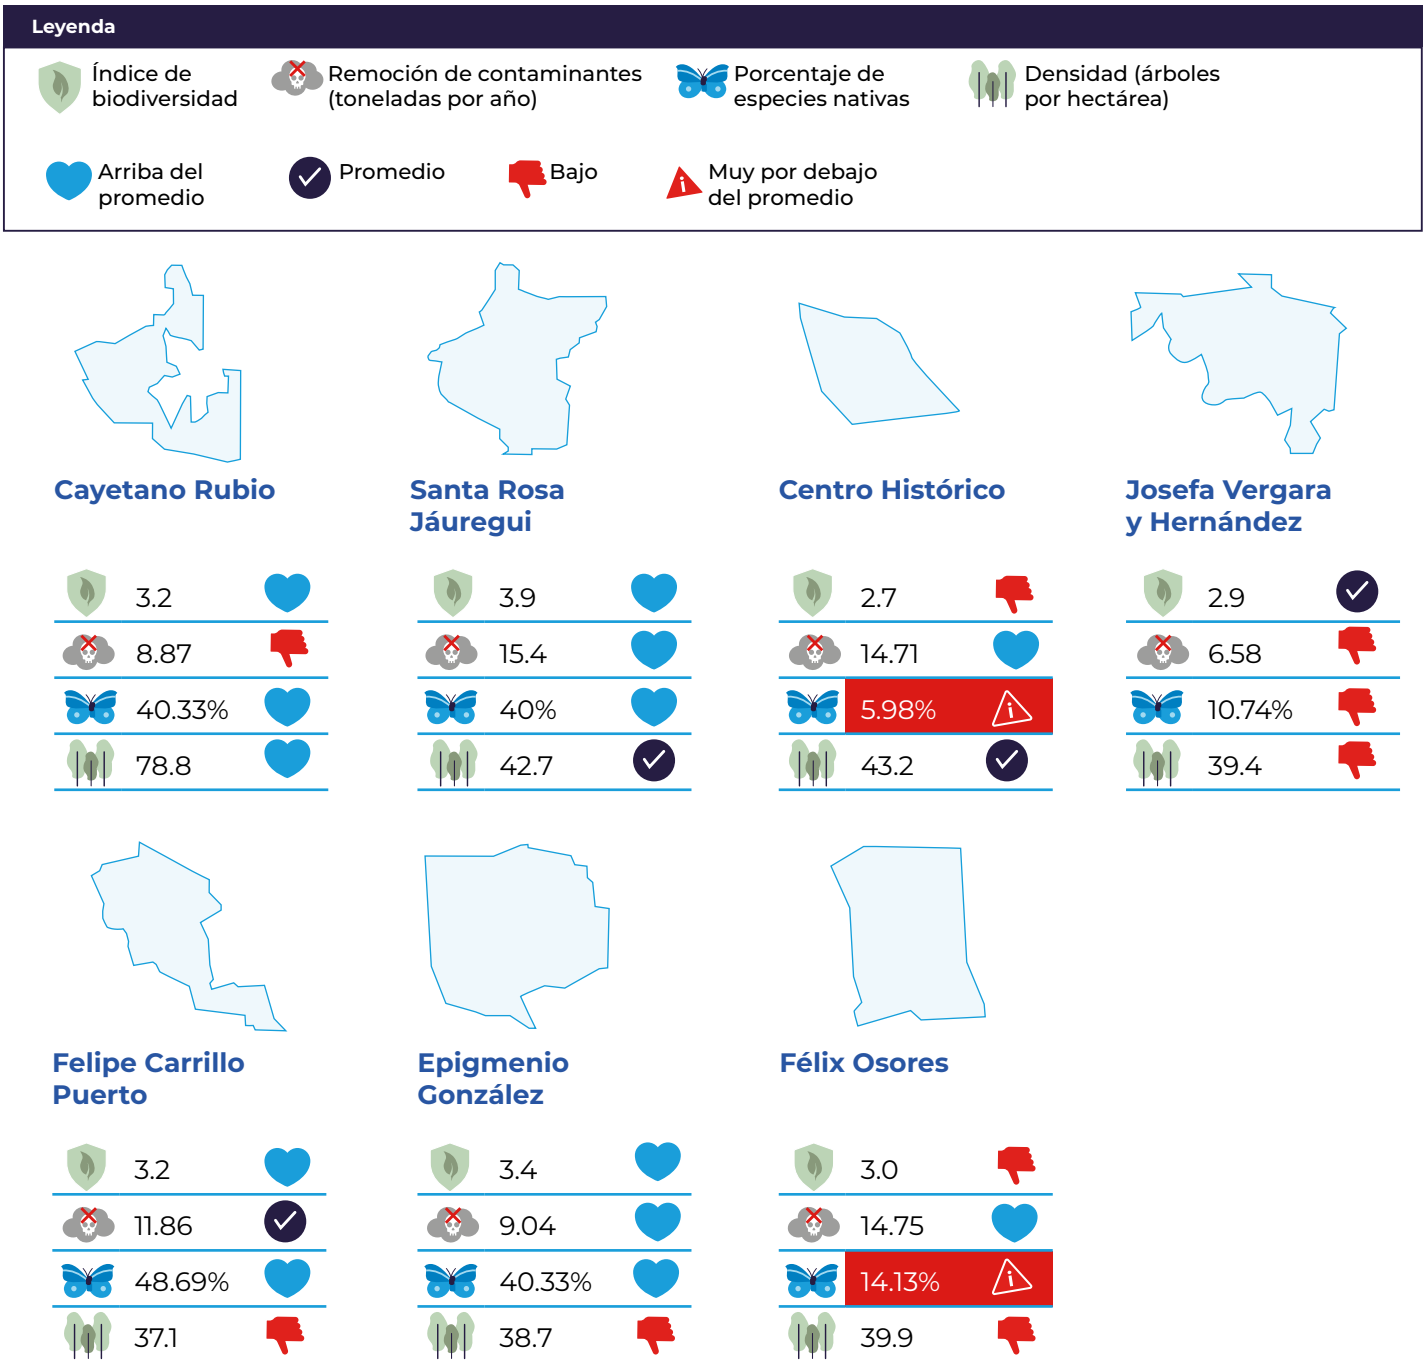 Leyenda
Índice de
biodiversidad
Remoción de contaminantes
(toneladas por año)
Porcentaje de
especies nativas
Densidad (árboles
por hectárea)
Arriba del
promedio
Promedio
Bajo
Muy por debajo
del promedio
Cayetano Rubio
3.2
8.87
40.33%
78.8
Santa Rosa
Jáuregui
3.9
15.4
40%
42.7
Centro Histórico
2.7
14.71
5.98%
43.2
Josefa Vergara
y Hernández
2.9
6.58
10.74%
39.4
Felipe Carrillo
Puerto
3.2
11.86
48.69%
37.1
Epigmenio
González
3.4
9.04
40.33%
38.7
Félix Osores
3.0
14.75
14.13%
39.9